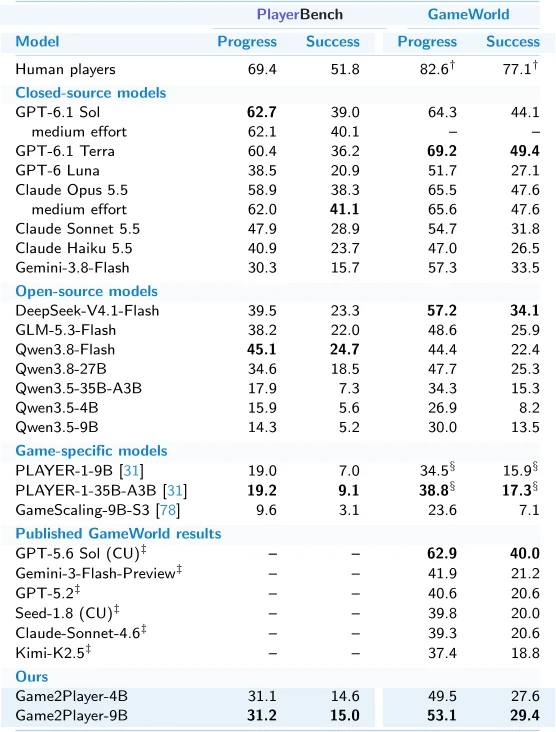 PlayerBench GameWorld
Model Progress Success Progress Success
Human players 69.4 51.8 82.6† 77.1†
Closed-source models
GPT-6.1 Sol 62.7 39.0 64.3 44.1
medium effort 62.1 40.1 – –
GPT-6.1 Terra 60.4 36.2 69.2 49.4
GPT-6 Luna 38.5 20.9 51.7 27.1
Claude Opus 5.5 58.9 38.3 65.5 47.6
medium effort 62.0 41.1 65.6 47.6
Claude Sonnet 5.5 47.9 28.9 54.7 31.8
Claude Haiku 5.5 40.9 23.7 47.0 26.5
Gemini-3.8-Flash 30.3 15.7 57.3 33.5
Open-source models
DeepSeek-V4.1-Flash 39.5 23.3 57.2 34.1
GLM-5.3-Flash 38.2 22.0 48.6 25.9
Qwen3.8-Flash 45.1 24.7 44.4 22.4
Qwen3.8-27B 34.6 18.5 47.7 25.3
Qwen3.5-35B-A3B 17.9 7.3 34.3 15.3
Qwen3.5-4B 15.9 5.6 26.9 8.2
Qwen3.5-9B 14.3 5.2 30.0 13.5
Game-specific models
PLAYER-1-9B [31] 19.0 7.0 34.5§ 15.9§
PLAYER-1-35B-A3B [31] 19.2 9.1 38.8§ 17.3§
GameScaling-9B-S3 [78] 9.6 3.1 23.6 7.1
Published GameWorld results
GPT-5.6 Sol (CU)‡ – – 62.9 40.0
Gemini-3-Flash-Preview‡ – – 41.9 21.2
GPT-5.2‡ – – 40.6 20.6
Seed-1.8 (CU)‡ – – 39.8 20.0
Claude-Sonnet-4.6‡ – – 39.3 20.6
Kimi-K2.5‡ – – 37.4 18.8
Ours
Game2Player-4B 31.1 14.6 49.5 27.6
Game2Player-9B 31.2 15.0 53.1 29.4